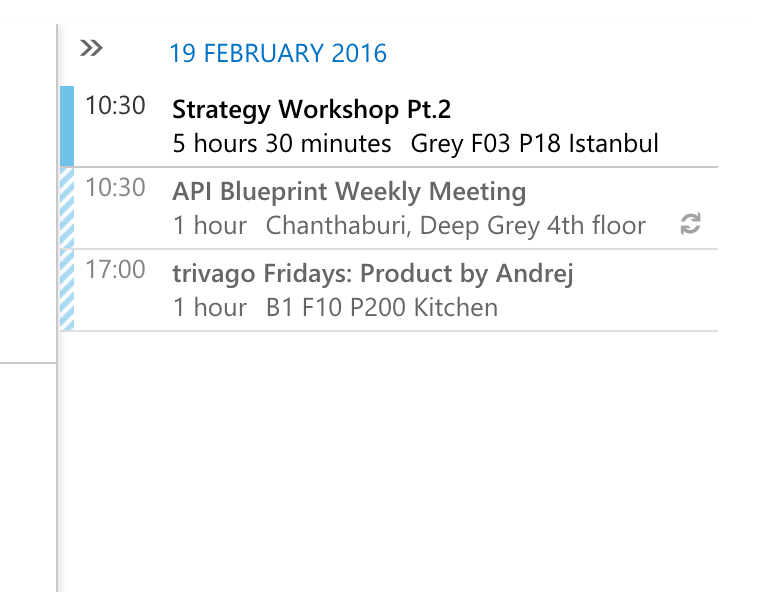 19 FEBRUARY 2016
10:30 Strategy Workshop Pt.2
5 hours 30 minutes Grey F03 P18 Istanbul
10:30 API Blueprint Weekly Meeting
1 hour Chanthaburi, Deep Grey 4th floor
17:00 trivago Fridays: Product by Andrej
1 hour B1 F10 P200 Kitchen